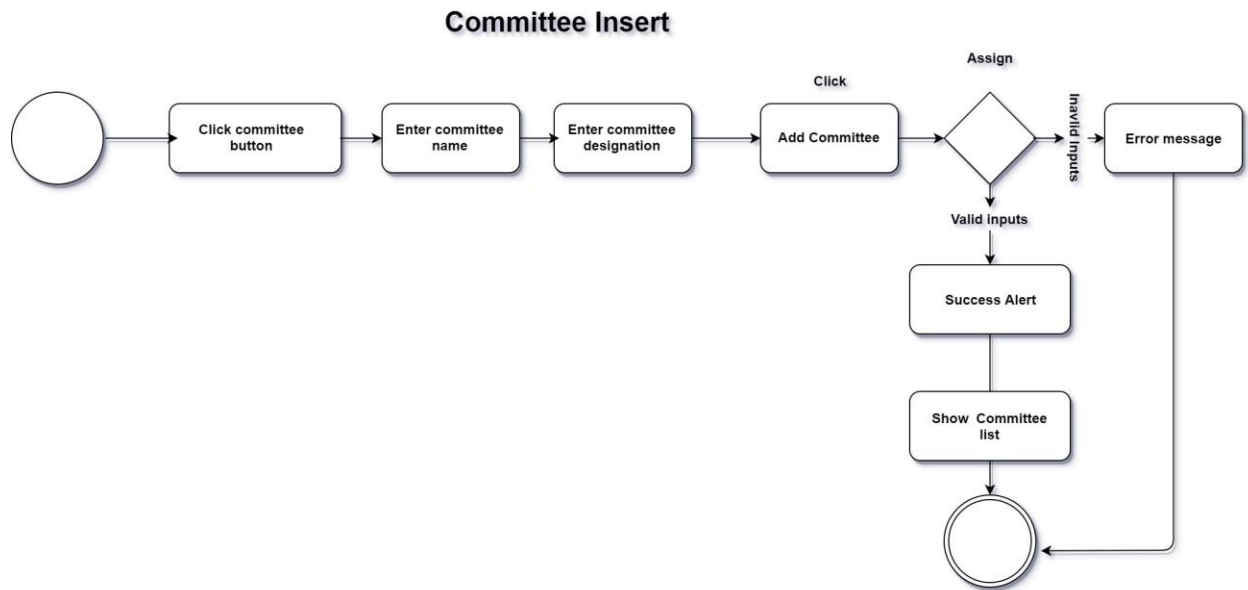 Committee Insert
Click committee
button
Enter committee
name
Enter committee
designation
Click
Add Committee
Assign
Inavlid Inputs
Error message
Valid inputs
Success Alert
Show Committee
list